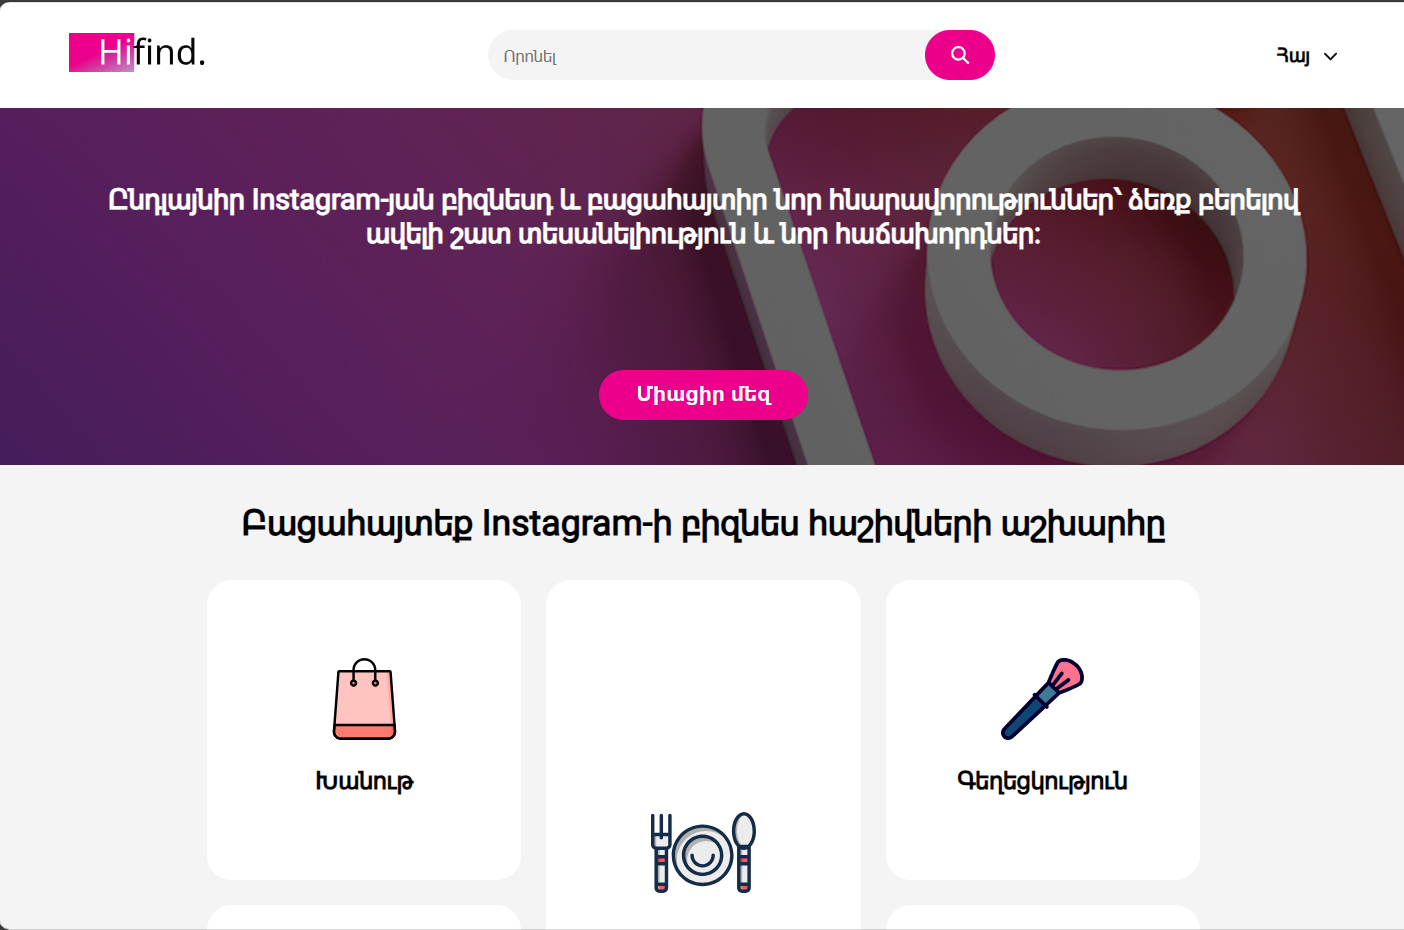 Hifind.
Որոնել
Հայ
Ընդլայնիր Instagram-յան բիզնեսդ և բացահայտիր նոր հնարավորություններ՝ ձեռք բերելով
ավելի շատ տեսանելիություն և նոր հաճախորդներ:
Միացիր մեզ
Բացահայտեք Instagram-ի բիզնես հաշիվների աշխարհը
Խանութ
Գեղեցկություն